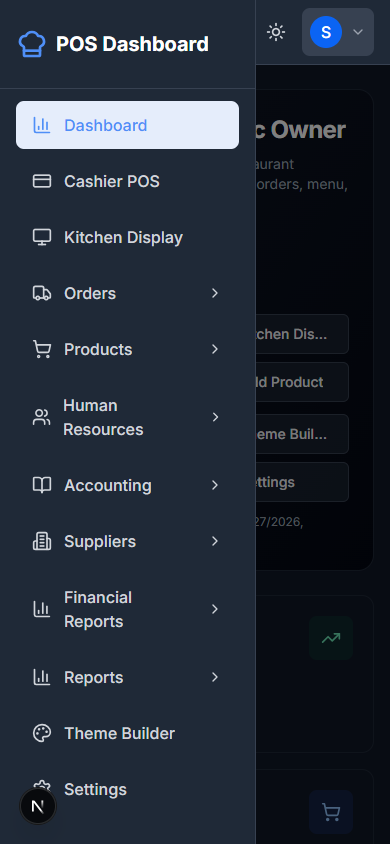 POS Dashboard
S
Dashboard
Cashier POS
Kitchen Display
Orders
Products
Human
Resources
Accounting
Suppliers
Financial
Reports
Reports
Theme Builder
Settings
N
c Owner
aurant
orders, menu,
tchen Dis...
ld Product
eme Buil...
ettings
27/2026,